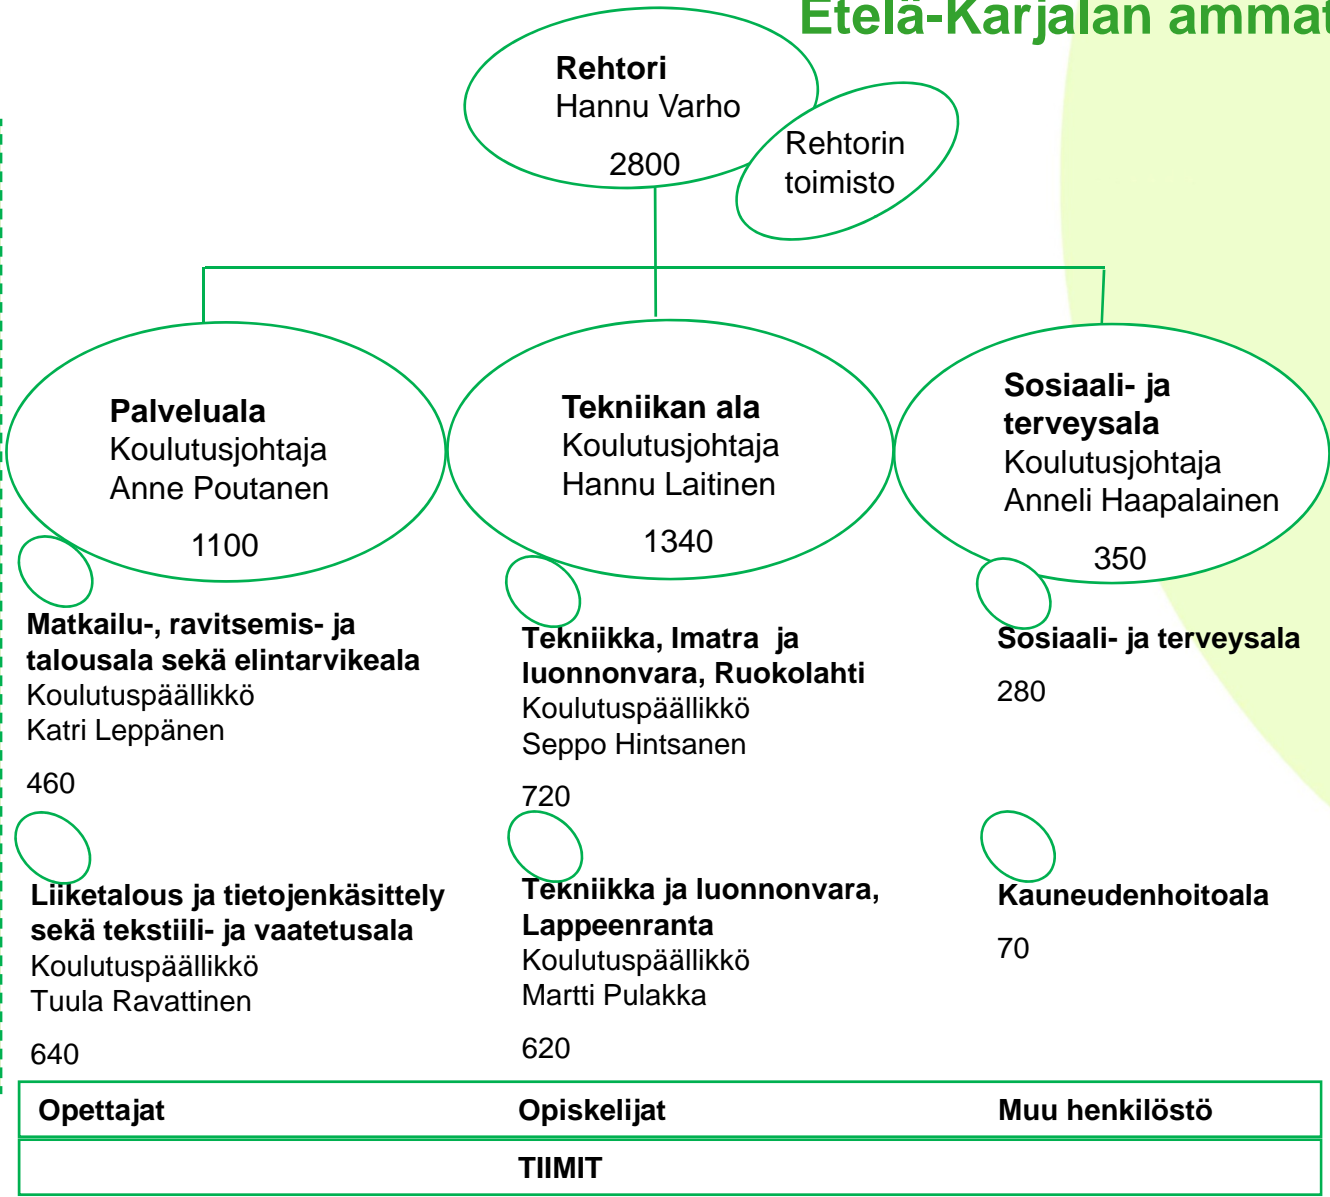 Etelä-Karjalan
Rehtori
Hannu Varho
2800
Rehtorin
toimisto
Palveluala
Koulutusjohtaja
Anne Poutanen
1100
Tekniikan ala
Koulutusjohtaja
Hannu Laitinen
1340
Sosiaali- ja
terveysala
Koulutusjohtaja
Anneli Haapalainen
350
Matkailu-, ravitsemis- ja
talousala sekä elintarvikeala
Koulutuspäällikkö
Katri Leppänen
460
Tekniikka, Imatra ja
luonnonvara, Ruokolahti
Koulutuspäällikkö
Seppo Hintsanen
720
Sosiaali- ja terveysala
280
Liiketalous ja tietojenkäsittely
sekä tekstiili- ja vaatetusala
Koulutuspäällikkö
Tuula Ravattinen
640
Tekniikka ja luonnonvara,
Lappeenranta
Koulutuspäällikkö
Martti Pulakka
620
Kauneudenhoitoala
70
Opettajat Opiskelijat Muu henkilöstö
TIIMIT